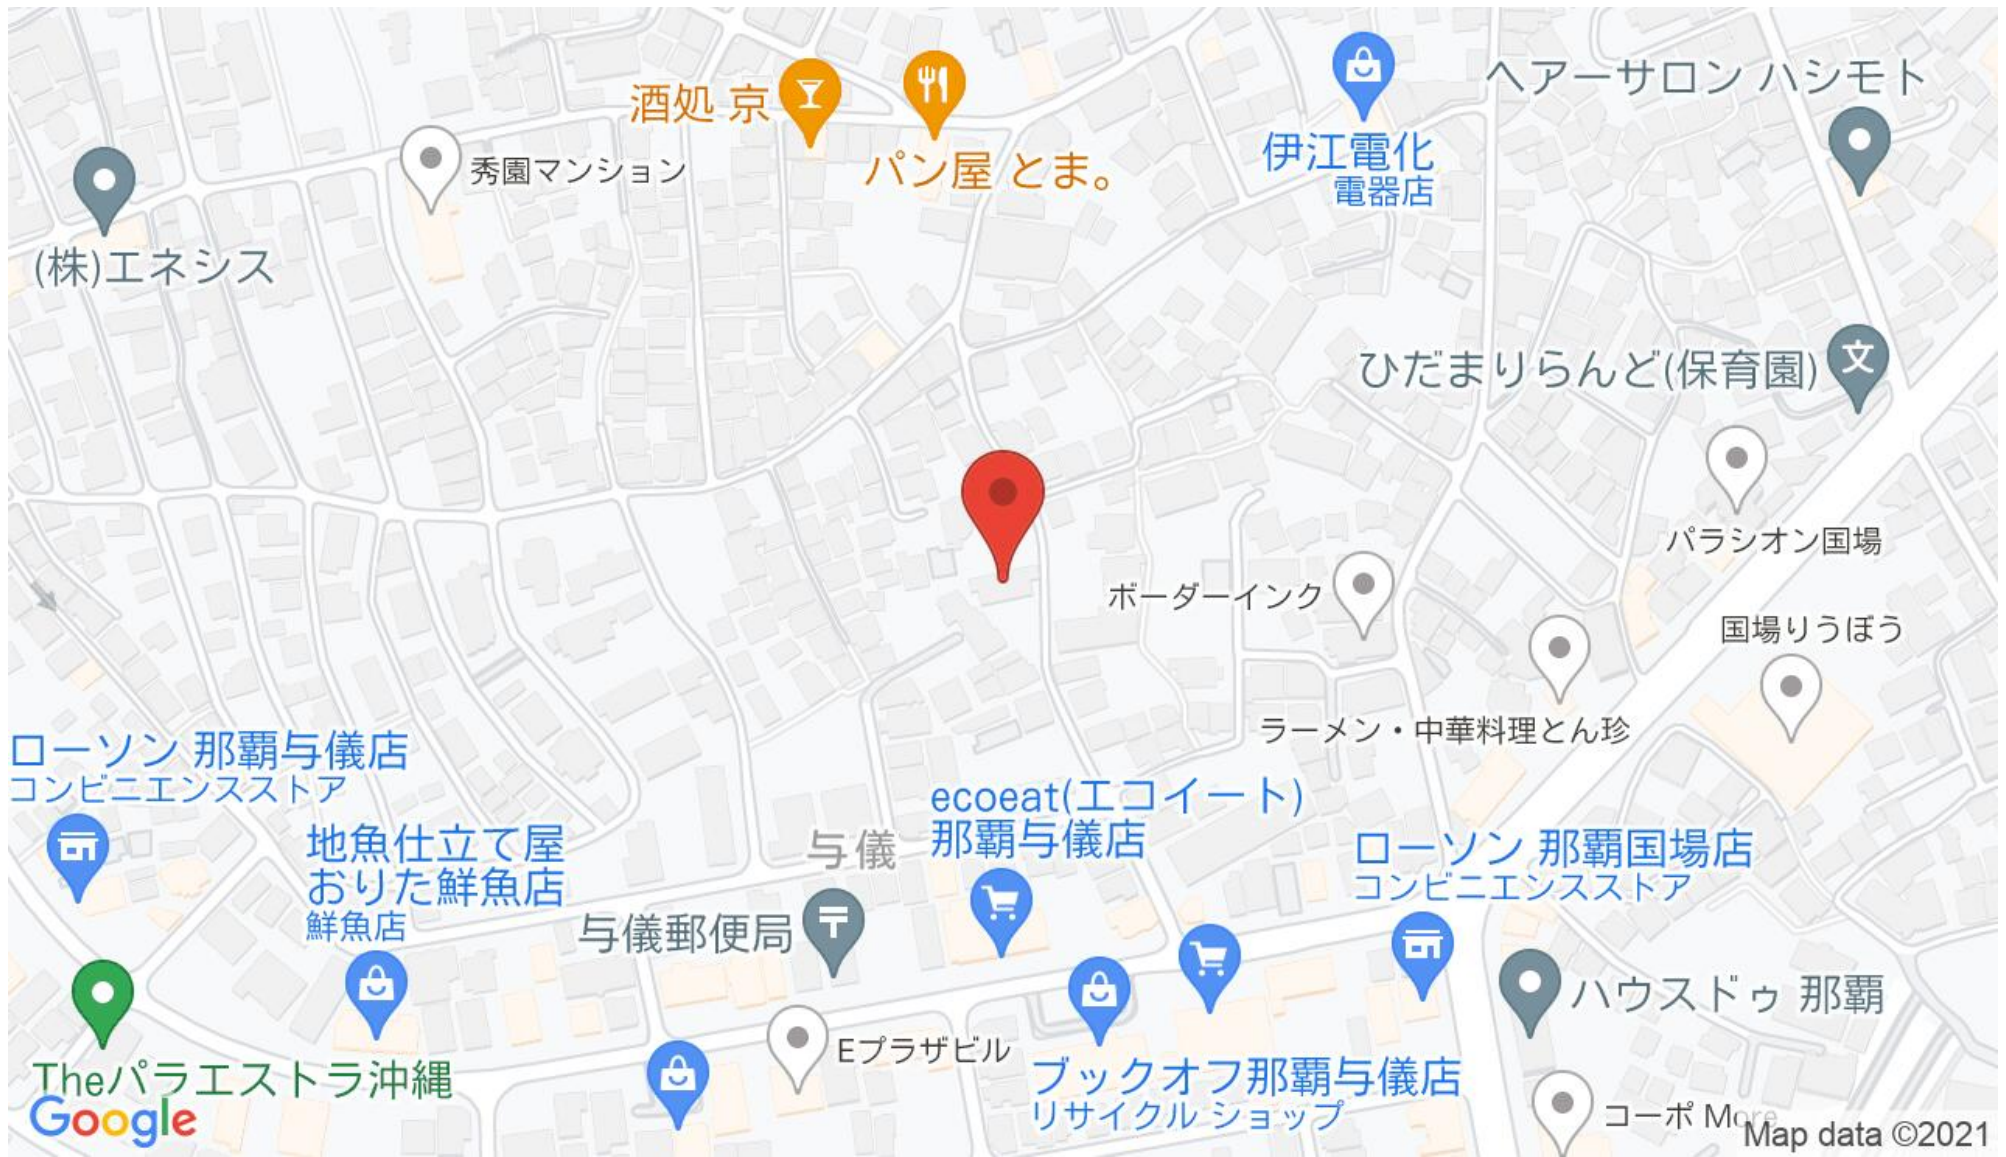 ヘアーサロン ハシモト
酒処 京
伊江電化
電器店
秀園マンション
パン屋 とま。
(株)エネシス
文
ひだまりらんど(保育園)
パラシオン国場
ボーダーインク
国場りうぼう
ラーメン・中華料理とん珍
ローソン 那覇与儀店
コンビニエンスストア
ecoeat(エコイート)
那覇与儀店
地魚仕立て屋
おりた鮮魚店
鮮魚店
与儀
ローソン 那覇国場店
コンビニエンスストア
与儀郵便局
〒
ハウスドゥ 那覇
Eプラザビル
Theパラエストラ沖縄
ブックオフ那覇与儀店
リサイクル ショップ
Google
コーポ More
Map data ©2021